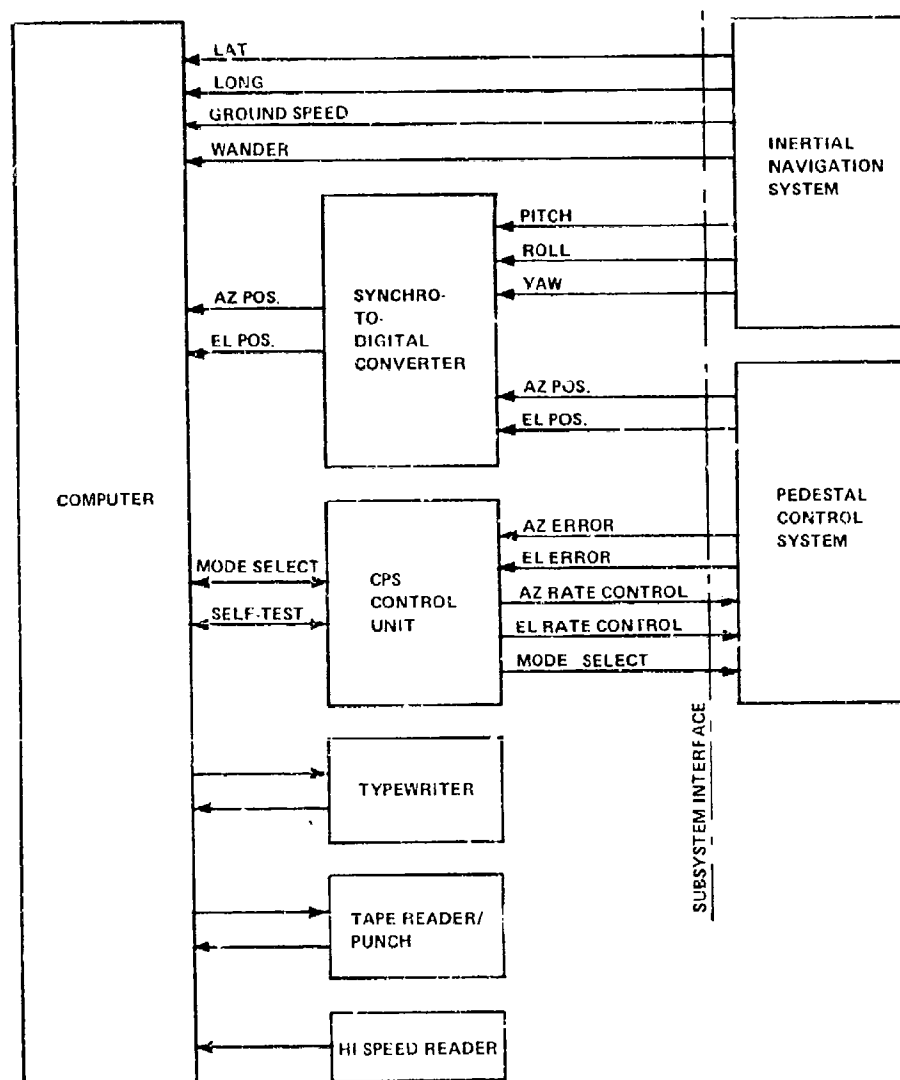 LAT
LONG
GROUND SPEED
WANDER
INERTIAL
NAVIGATION
SYSTEM
PITCH
ROLL
YAW
AZ POS.
EL POS.
SYNCHRO-
TO-
DIGITAL
CONVERTER
AZ POS.
EL POS.
COMPUTER
PEDESTAL
CONTROL
SYSTEM
AZ ERROR
EL ERROR
AZ RATE CONTROL
EL RATE CONTROL
MODE SELECT
MODE SELECT
SELF-TEST
CPS
CONTROL
UNIT
SUBSYSTEM INTERFACE
TYPEWRITER
TAPE READER/
PUNCH
HI SPEED READER